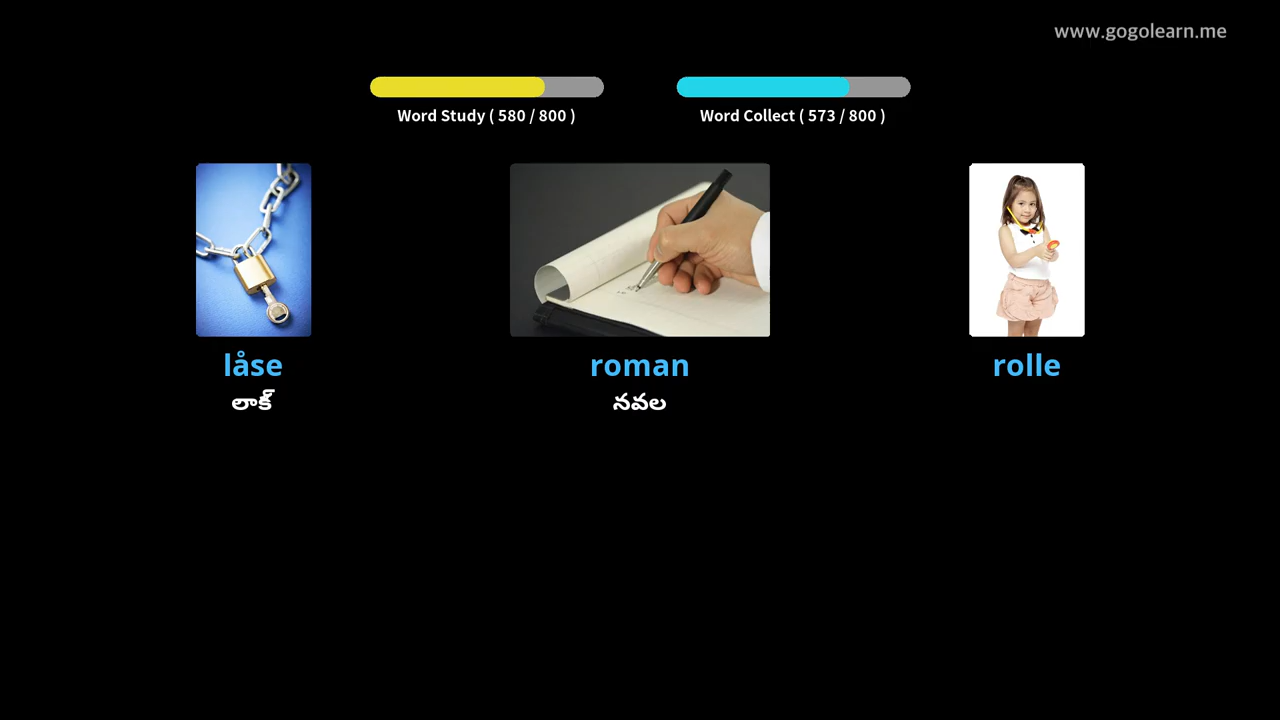 www.gogolearn.me
Word Study ( 580 / 800 )
Word Collect ( 573 / 800 )
låse
roman
rolle
లాక్
నవల